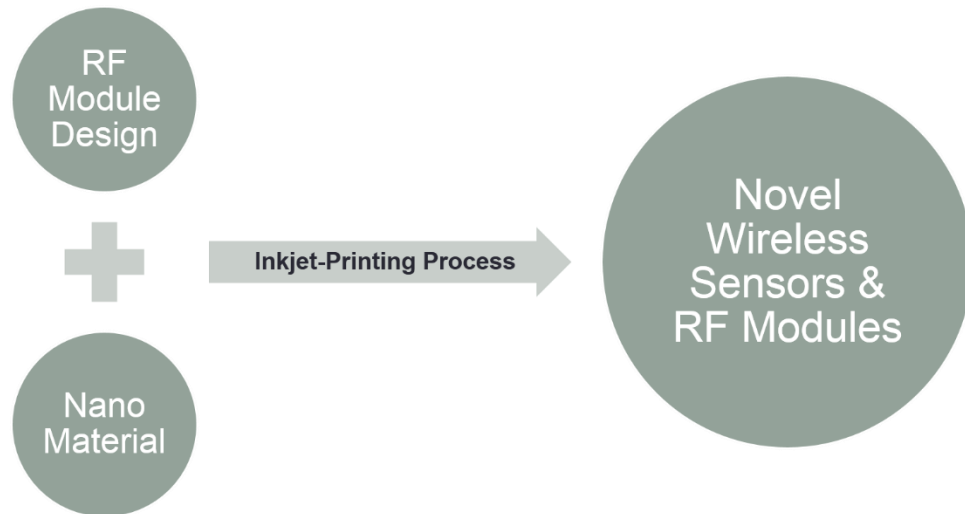 RF
Module
Design
Inkjet-Printing Process
Nano
Material
Novel
Wireless
Sensors &
RF Modules